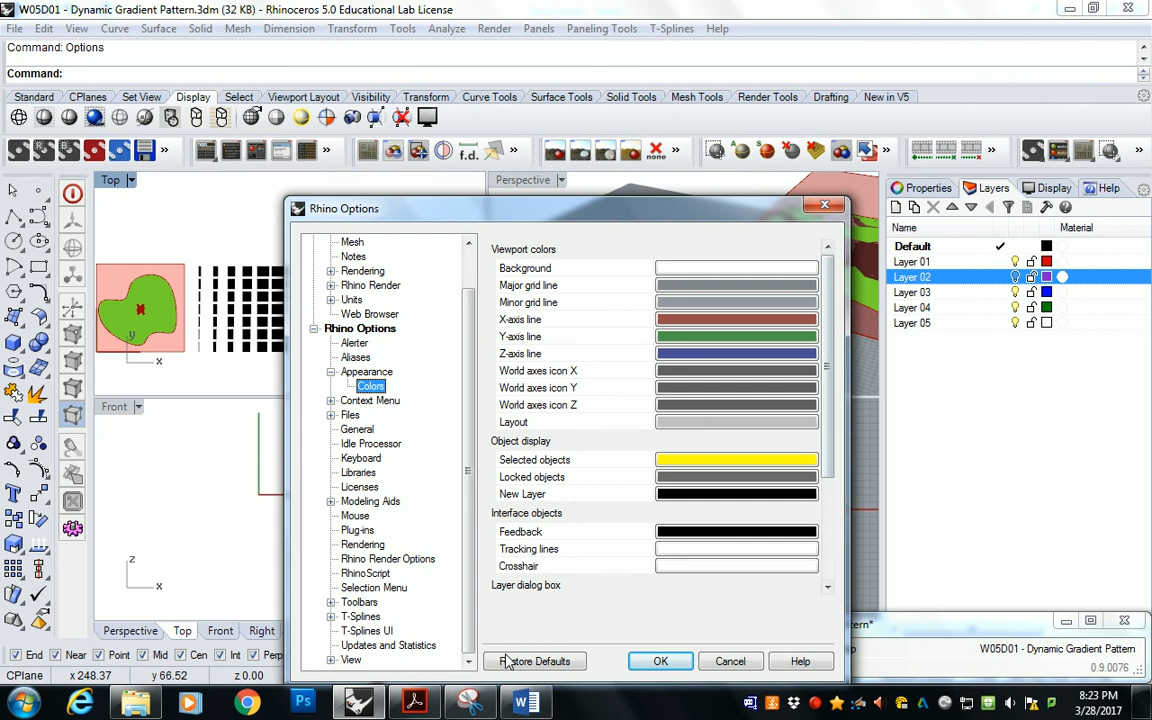 W05D01 - Dynamic Gradient Pattern.3dm (32 KB) - Rhinoceros 5.0 Educational Lab License
File Edit View Curve Surface Solid Mesh Dimension Transform Tools Analyze Render Panels Paneling Tools T-Splines Help
Command: Options
Command:
Standard CPlanes Set View Display Select Viewport Layout Visibility Transform Curve Tools Surface Tools Solid Tools Mesh Tools Render Tools Drafting New in V5
f.d.
none
Top
Perspective
Properties Layers Display Help
Name Material
Default
Layer 01
Layer 02
Layer 03
Layer 04
Layer 05
y
x
Front
z
x
Rhino Options
Mesh
Notes
Rendering
Rhino Render
Units
Web Browser
Rhino Options
Alerter
Aliases
Appearance
Colors
Context Menu
Files
General
Idle Processor
Keyboard
Libraries
Licenses
Modeling Aids
Mouse
Plug-ins
Rendering
Rhino Render Options
RhinoScript
Selection Menu
Toolbars
T-Splines
T-Splines UI
Updates and Statistics
View
Viewport colors
Background
Major grid line
Minor grid line
X-axis line
Y-axis line
Z-axis line
World axes icon X
World axes icon Y
World axes icon Z
Layout
Object display
Selected objects
Locked objects
New Layer
Interface objects
Feedback
Tracking lines
Crosshair
Layer dialog box
Restore Defaults OK Cancel Help
Perspective Top Front Right
End Near Point Mid Cen Int
CPlane x 248.37 y 66.52 z 0.00
W05D01 - Dynamic Gradient Pattern
0.9.0076
Ps
W
8:23 PM
3/28/2017